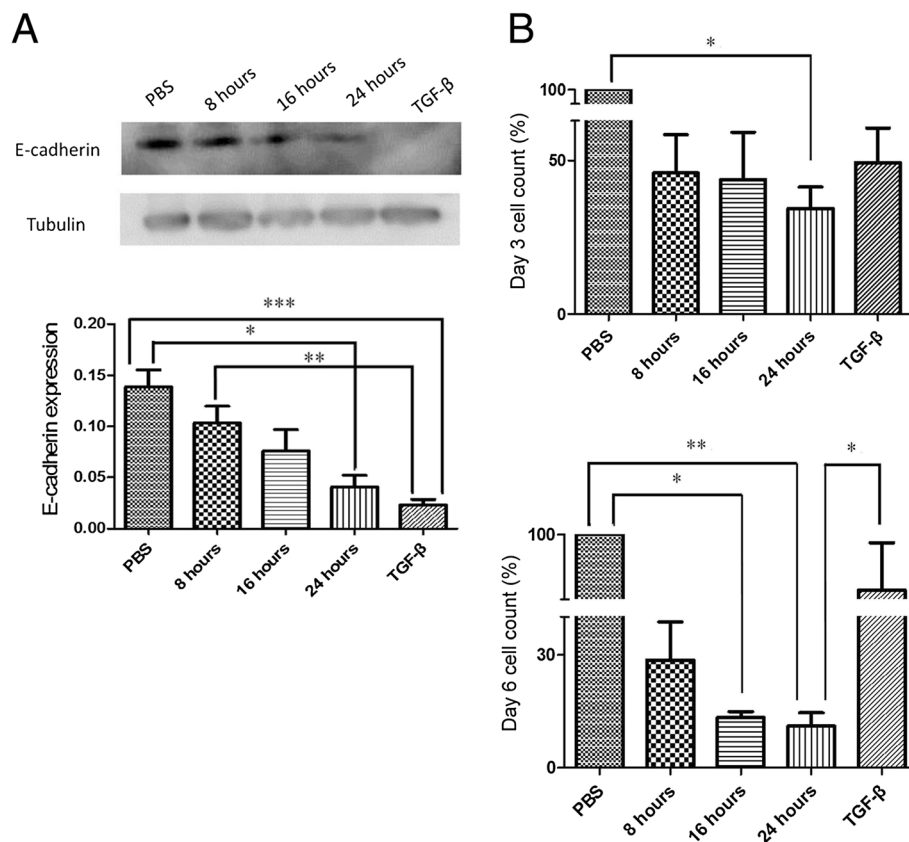 A
PBS
8 hours
16 hours
24 hours
TGF-β
E-cadherin
Tubulin
***
*
**
E-cadherin expression
0.20
0.15
0.10
0.05
0.00
PBS
8 hours
16 hours
24 hours
TGF-β
B
*
Day 3 cell count (%)
100
50
0
PBS
8 hours
16 hours
24 hours
TGF-β
**
*
*
Day 6 cell count (%)
100
30
0
PBS
8 hours
16 hours
24 hours
TGF-β